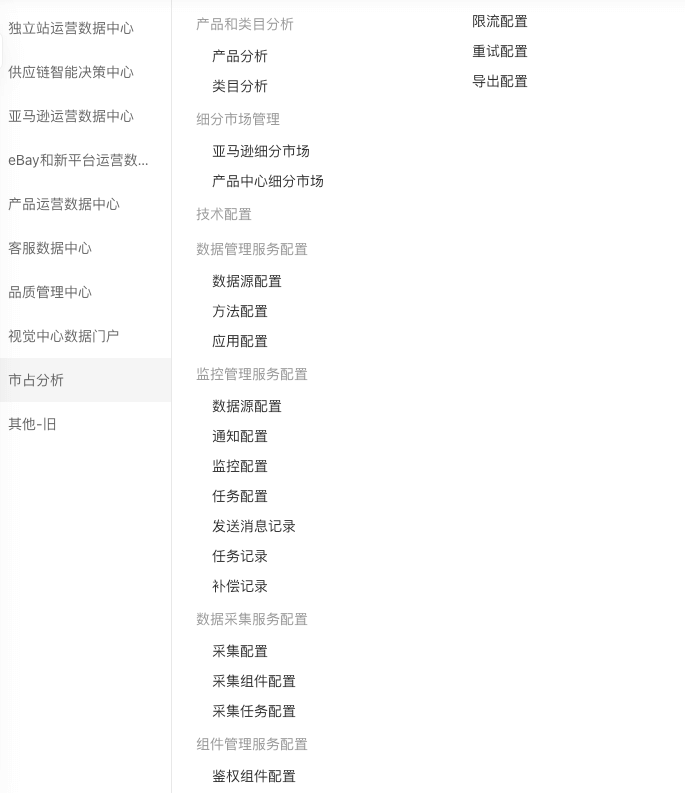 独立站运营数据中心
供应链智能决策中心
亚马逊运营数据中心
eBay和新平台运营数...
产品运营数据中心
客服数据中心
品质管理中心
视觉中心数据门户
市占分析
其他-旧
产品和类目分析
产品分析
类目分析
细分市场管理
亚马逊细分市场
产品中心细分市场
技术配置
数据管理服务配置
数据源配置
方法配置
应用配置
监控管理服务配置
数据源配置
通知配置
监控配置
任务配置
发送消息记录
任务记录
补偿记录
数据采集服务配置
采集配置
采集组件配置
采集任务配置
组件管理服务配置
鉴权组件配置
限流配置
重试配置
导出配置